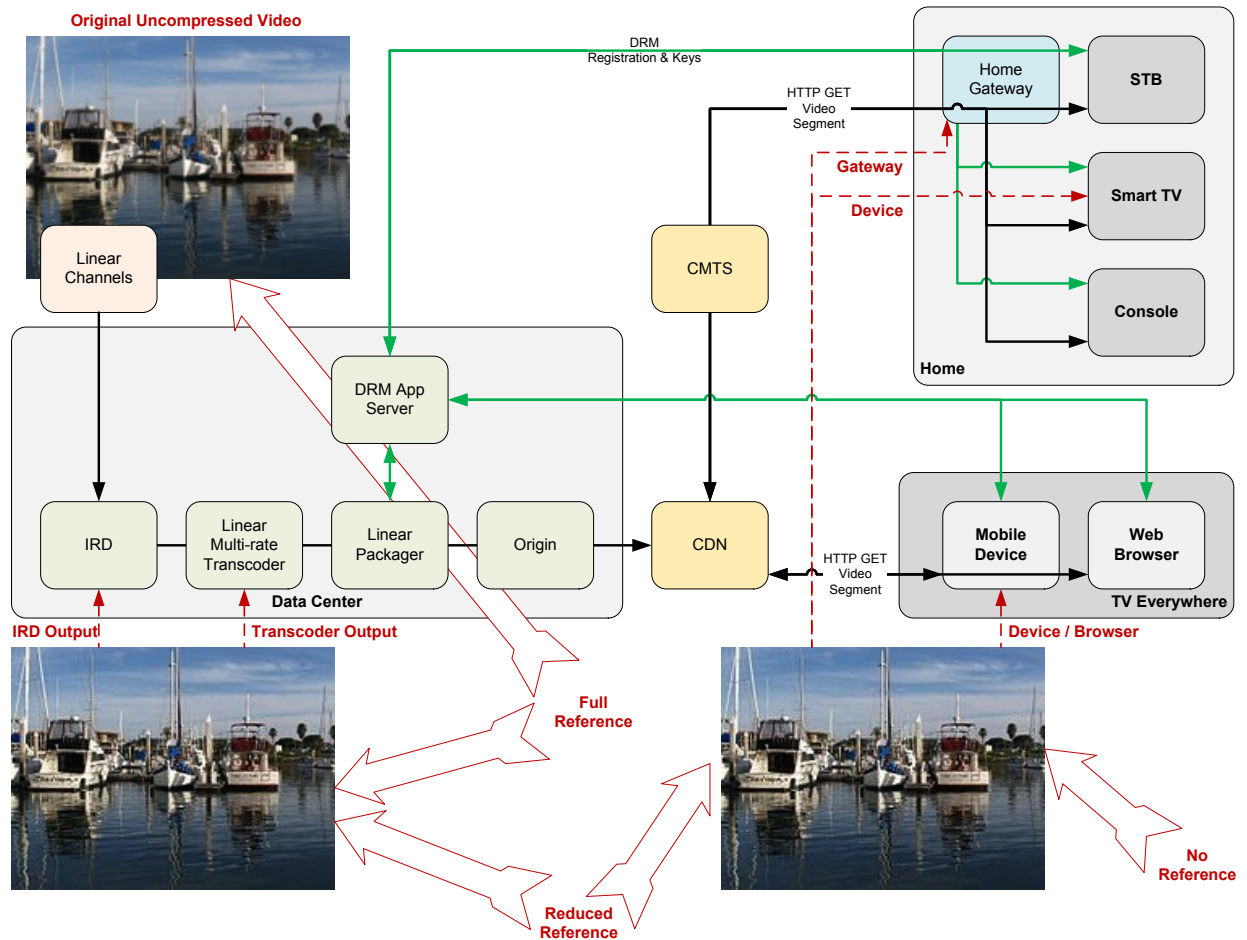 Original Uncompressed Video
DRM
Registration & Keys
Home
Gateway
STB
HTTP GET
Video
Segment
Gateway
Device
Smart TV
Linear
Channels
CMTS
Console
Home
DRM App
Server
IRD
Linear
Multi-rate
Transcoder
Linear
Packager
Origin
CDN
HTTP GET
Video
Segment
Mobile
Device
Web
Browser
Data Center
TV Everywhere
IRD Output
Transcoder Output
Device / Browser
Full
Reference
No
Reference
Reduced
Reference